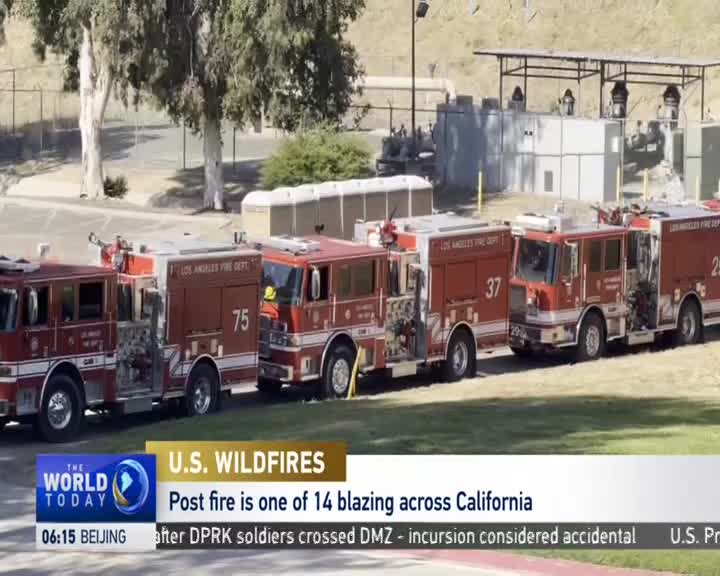 LOS ANGELES FIRE DEPT.
75
LOS ANGELES FIRE DEPT.
37
LOS ANGELES FIRE DEPT.
U.S. WILDFIRES
THE WORLD TODAY
Post fire is one of 14 blazing across California
06:15 BEIJING
after DPRK soldiers crossed DMZ - incursion considered accidental U.S. Pr